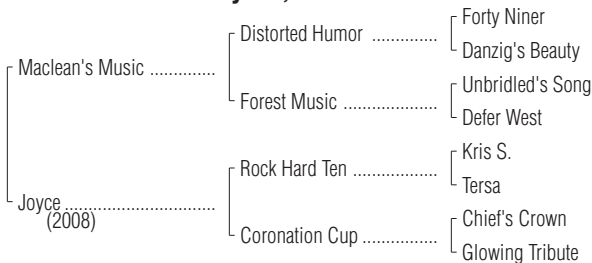 Forty Niner
Distorted Humor ..............
Danzig's Beauty
Maclean's Music ..............
Unbridled's Song
Forest Music ....................
Defer West
Kris S.
Rock Hard Ten ..................
Tersa
Joyce ................................
(2008)
Chief's Crown
Coronation Cup ................
Glowing Tribute